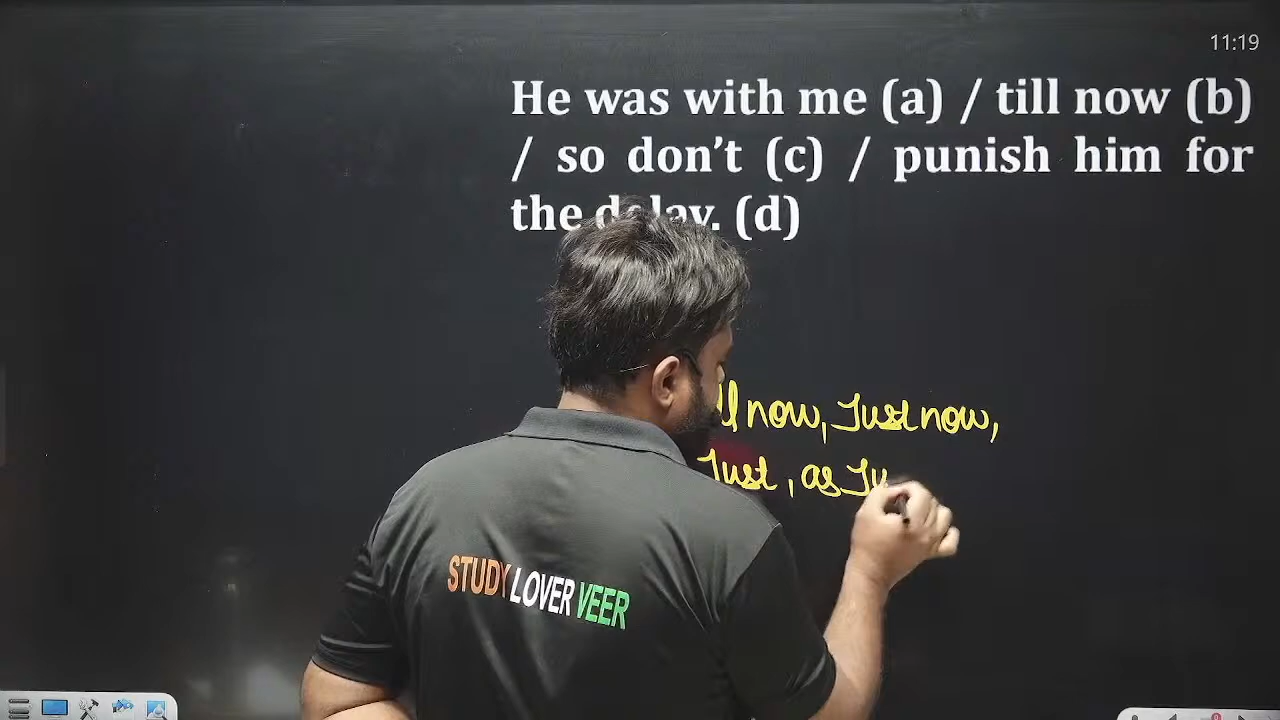 11:19
He was with me (a) / till now (b)
/ so don’t (c) / punish him for
the delay. (d)
now, Just now,
Just, as
STUDY LOVER VEER